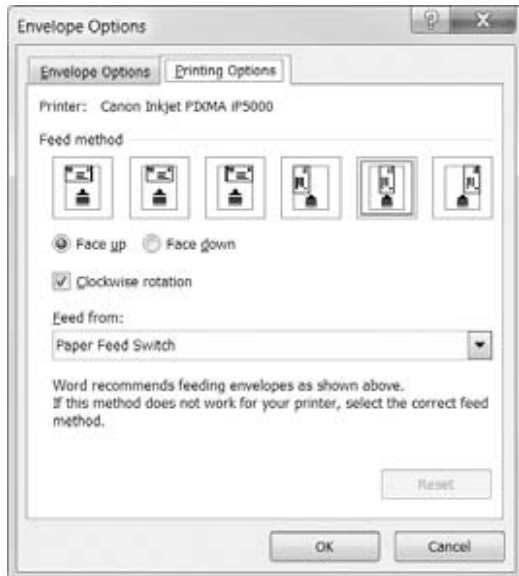 Envelope Options
Envelope Options
Printing Options
Printer: Canon Inkjet PIXMA iP5000
Feed method
Face up
Face down
Clockwise rotation
Feed from:
Paper Feed Switch
Word recommends feeding envelopes as shown above.
If this method does not work for your printer, select the correct feed
method.
Reset
OK
Cancel